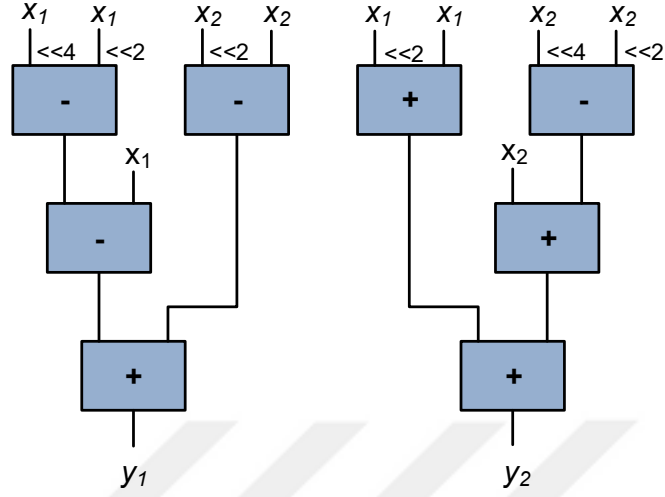 x₁ x₁ x₂ x₂ x₁ x₁ x₂ x₂
<<4 <<2 <<2 <<2 <<4 <<2
- - + -
x₁ x₂
- +
+ +
y₁ y₂